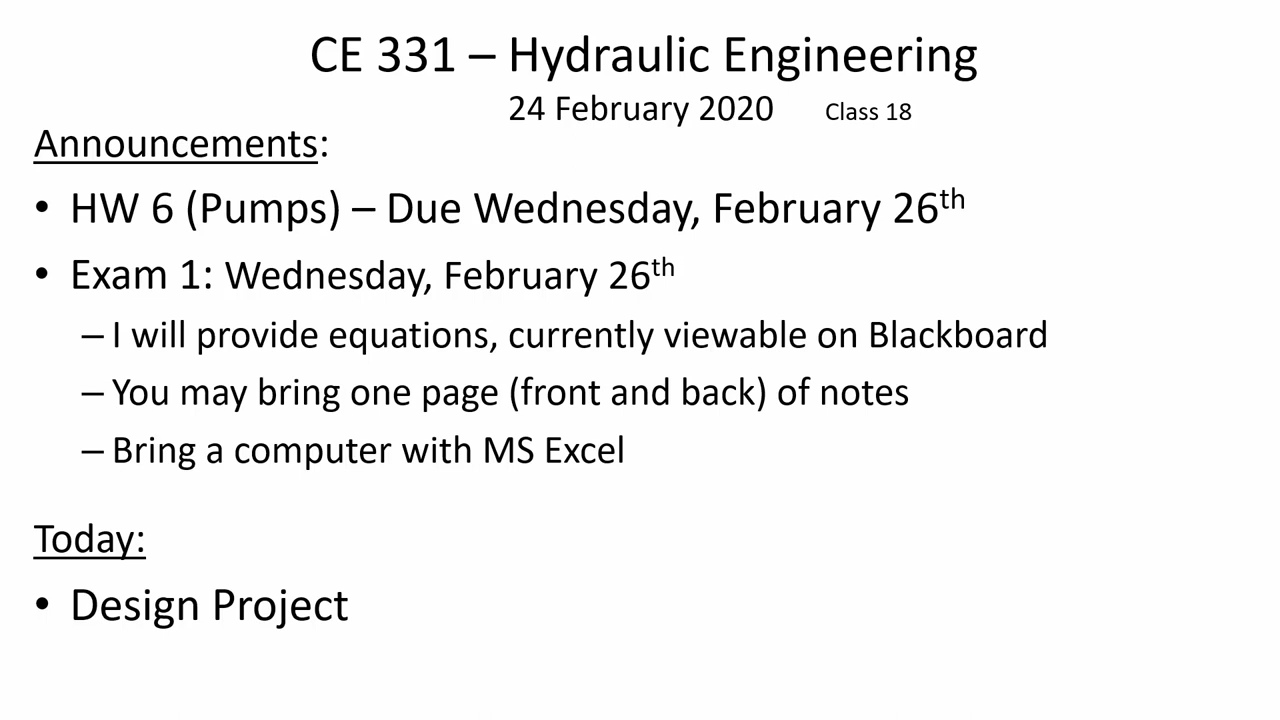 CE 331 – Hydraulic Engineering
24 February 2020 Class 18
Announcements:
• HW 6 (Pumps) – Due Wednesday, February 26th
• Exam 1: Wednesday, February 26th
– I will provide equations, currently viewable on Blackboard
– You may bring one page (front and back) of notes
– Bring a computer with MS Excel
Today:
• Design Project